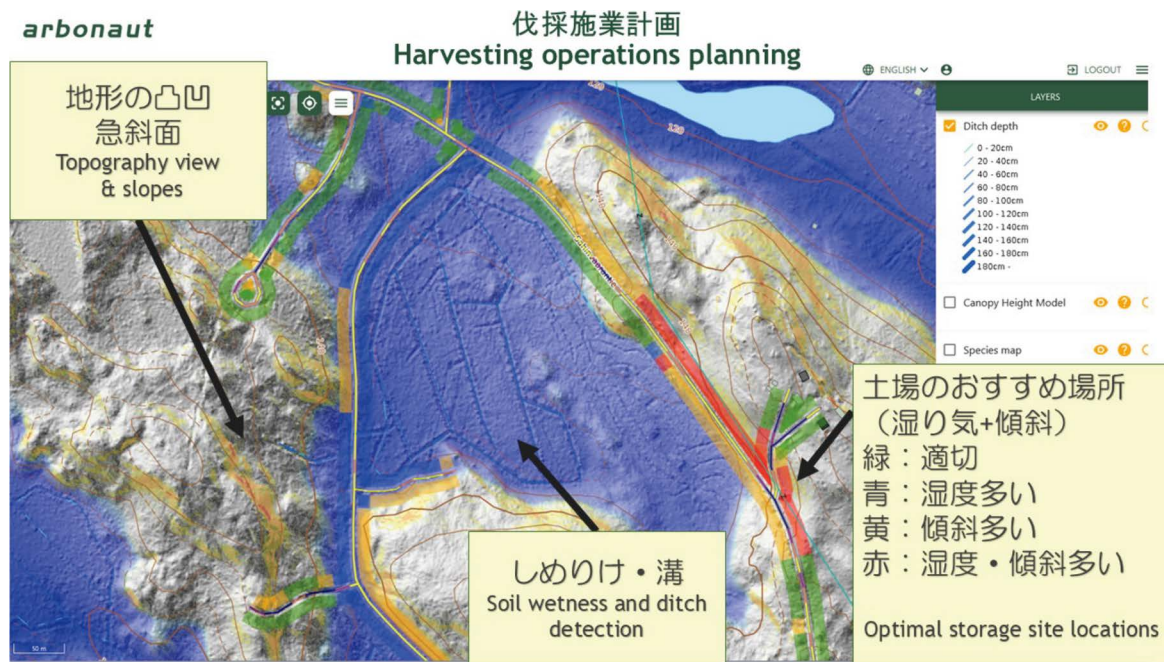 arbonaut
伐採施業計画
Harvesting operations planning
ENGLISH
LOGOUT
地形の凸凹
急斜面
Topography view
& slopes
LAYERS
Ditch depth
0 - 20cm
20 - 40cm
40 - 60cm
60 - 80cm
80 - 100cm
100 - 120cm
120 - 140cm
140 - 160cm
160 - 180cm
180cm -
Canopy Height Model
Species map
120
土場のおすすめ場所
（湿り気+傾斜）
緑：適切
青：湿度多い
黄：傾斜多い
赤：湿度・傾斜多い
Optimal storage site locations
しめりけ・溝
Soil wetness and ditch
detection
50 m